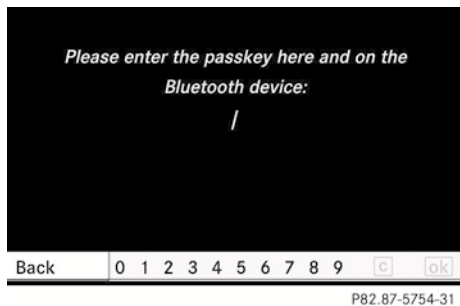 Please enter the passkey here and on the
Bluetooth device:
/
Back 0 1 2 3 4 5 6 7 8 9 c ok
P82.87-5754-31